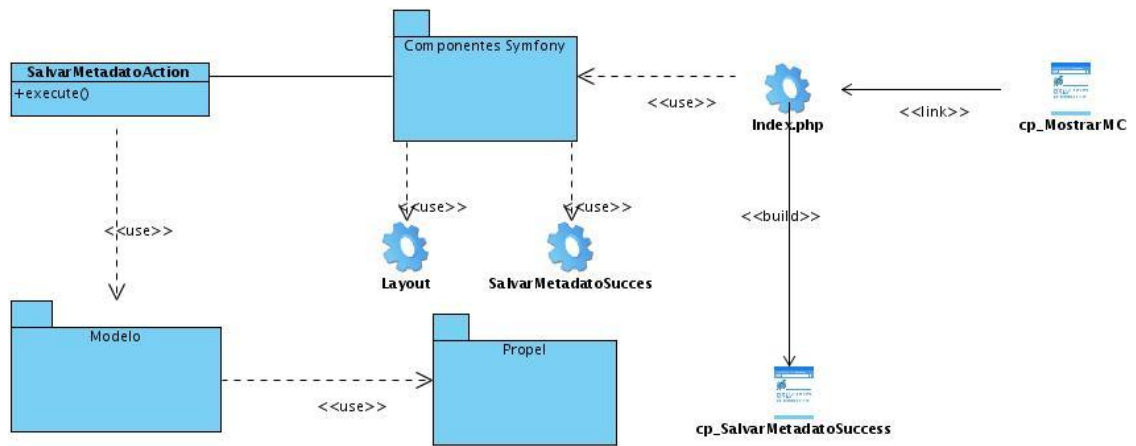 Componentes Symfony
SalvarMetadatoAction
+execute()
<<use>>
Index.php
<<link>>
cp_MostrarMC
<<use>>
<<use>>
<<use>>
<<build>>
Layout
SalvarMetadatoSucces
Modelo
Propel
<<use>>
cp_SalvarMetadatoSuccess